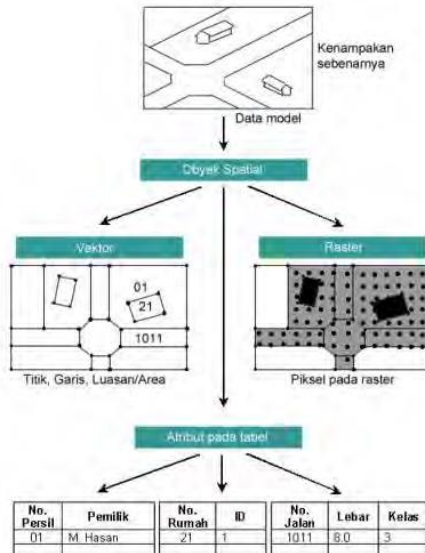 Kenampakan
sebenarnya
Data model
Obyek Spatial
Vektor
Raster
01
21
1011
Titik, Garis, Luasan/Area
Piksel pada raster
Atribut pada tabel
No. Persil Pemilik
01 M. Hasan
No. Rumah ID
21 1
No. Jalan Lebar Kelas
1011 8.0 3